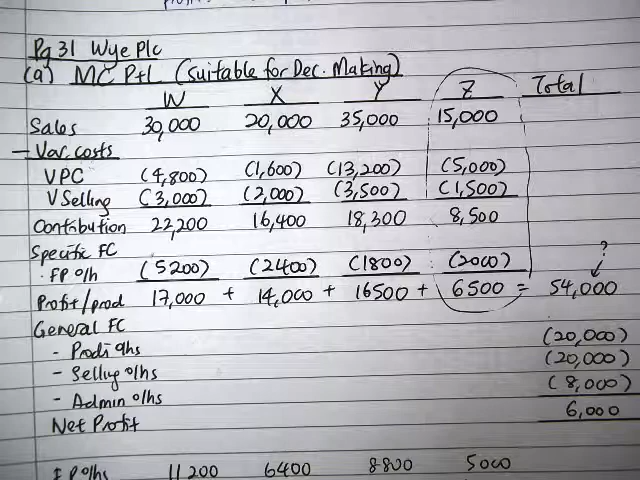 Pg 31 Wye Plc
(a) MC P+L (Suitable for Dec. Making)
W X Y Z Total
Sales 30,000 20,000 35,000 15,000
- Var. costs
VPC (4,800) (1,600) (13,200) (5,000)
V Selling (3,000) (2,000) (3,500) (1,500)
Contribution 22,200 16,400 18,300 8,500
Specific FC ?
FP o/h (5200) (2400) (1800) (2000)
Profit/prod 17,000 + 14,000 + 16500 + 6500 = 54,000
General FC
- Prodn o/hs (20,000)
- Selling o/hs (20,000)
- Admin o/hs (8,000)
Net Profit 6,000
F P o/hs 11200 6400 8800 5000